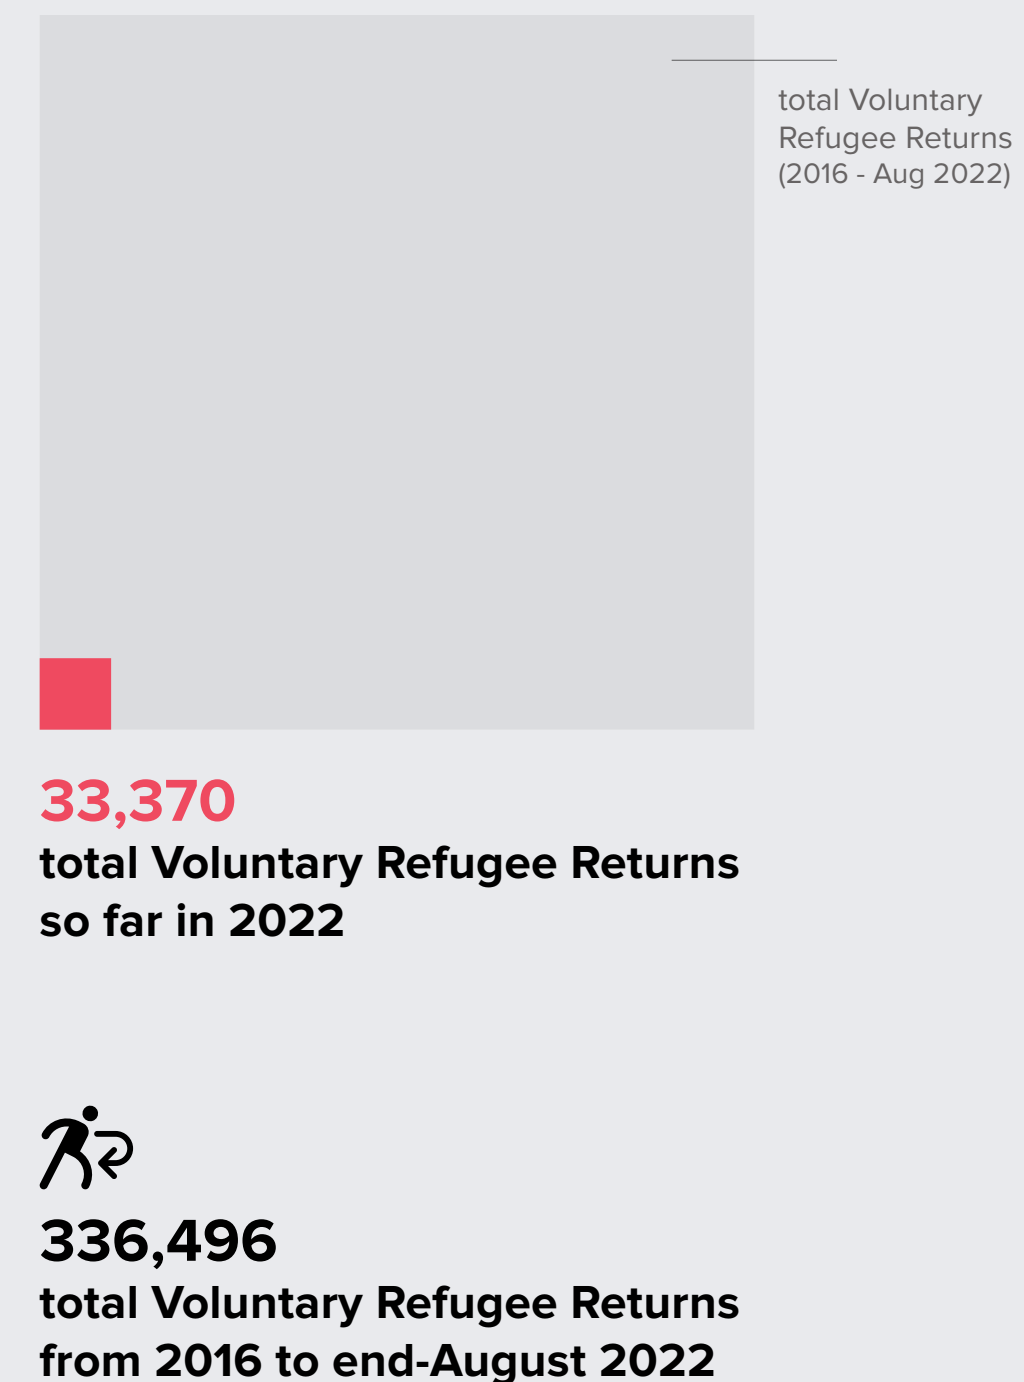 total Voluntary
Refugee Returns
(2016 - Aug 2022)
33,370
total Voluntary Refugee Returns
so far in 2022
336,496
total Voluntary Refugee Returns
from 2016 to end-August 2022